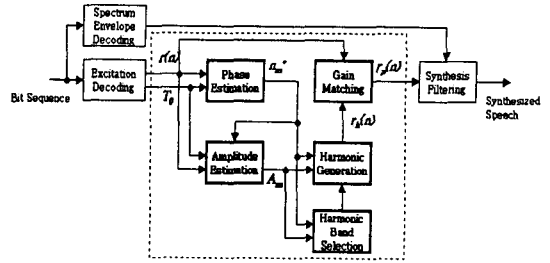 Spectrum
Envelope
Decoding
Excitation
Decoding
Bit Sequence
r(n)
T₀
Phase
Estimation
Amplitude
Estimation
Aₘ
Gain
Matching
rₚ(n)
rₕ(n)
Harmonic
Generation
Harmonic
Band
Selection
Synthesis
Filtering
Synthesized
Speech